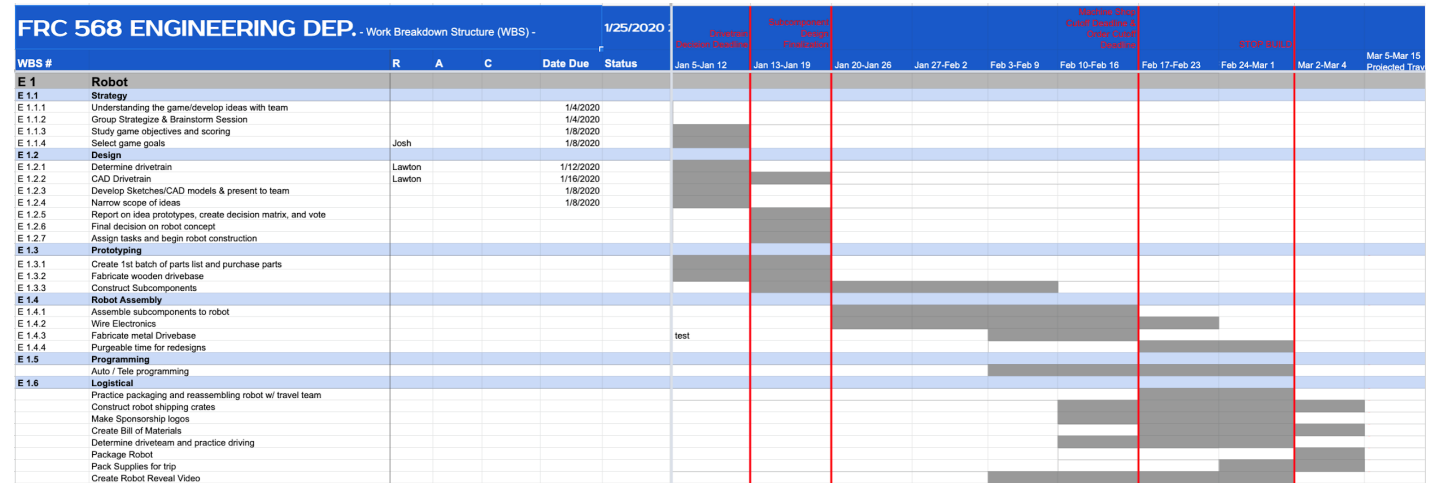 FRC 568 ENGINEERING DEP. - Work Breakdown Structure (WBS) - 1/25/2020
Subcomponent Design
WBS # R A C Date Due Status Jan 5-Jan 12 Jan 13-Jan 19 Jan 20-Jan 26 Jan 27-Feb 2 Feb 3-Feb 9 Feb 10-Feb 16 Feb 17-Feb 23 Feb 24-Mar 1 Mar 2-Mar 4 Mar 5-Mar 15 Projected Trav
E 1 Robot
E 1.1 Strategy
E 1.1.1 Understanding the game/develop ideas with team 1/4/2020
E 1.1.2 Group Strategize & Brainstorm Session 1/4/2020
E 1.1.3 Study game objectives and scoring 1/8/2020
E 1.1.4 Select game goals Josh 1/8/2020
E 1.2 Design
E 1.2.1 Determine drivetrain Lawton 1/12/2020
E 1.2.2 CAD Drivetrain Lawton 1/16/2020
E 1.2.3 Develop Sketches/CAD models & present to team 1/8/2020
E 1.2.4 Narrow scope of ideas 1/8/2020
E 1.2.5 Report on idea prototypes, create decision matrix, and vote
E 1.2.6 Final decision on robot concept
E 1.2.7 Assign tasks and begin robot construction
E 1.3 Prototyping
E 1.3.1 Create 1st batch of parts list and purchase parts
E 1.3.2 Fabricate wooden drivebase
E 1.3.3 Construct Subcomponents
E 1.4 Robot Assembly
E 1.4.1 Assemble subcomponents to robot
E 1.4.2 Wire Electronics
E 1.4.3 Fabricate metal Drivebase test
E 1.4.4 Purgeable time for redesigns
E 1.5 Programming
Auto / Tele programming
E 1.6 Logistical
Practice packaging and reassembling robot w/ travel team
Construct robot shipping crates
Make Sponsorship logos
Create Bill of Materials
Determine driveteam and practice driving
Package Robot
Pack Supplies for trip
Create Robot Reveal Video